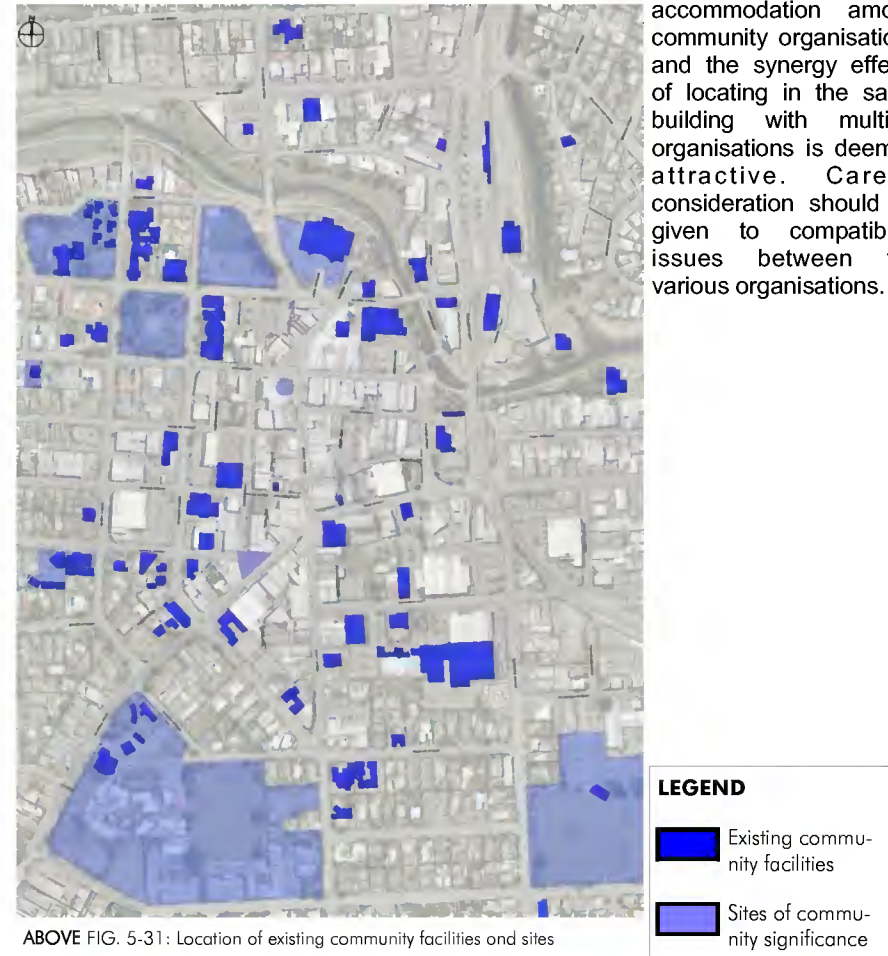 N
accommodation amo
community organisatio
and the synergy effe
of locating in the sa
building with multi
organisations is deem
attractive. Care
consideration should
given to compatib
issues between
various organisations.
LEGEND
Existing commu-
nity facilities
Sites of commu-
nity significance
ABOVE FIG. 5-31: Location of existing community facilities ond sites